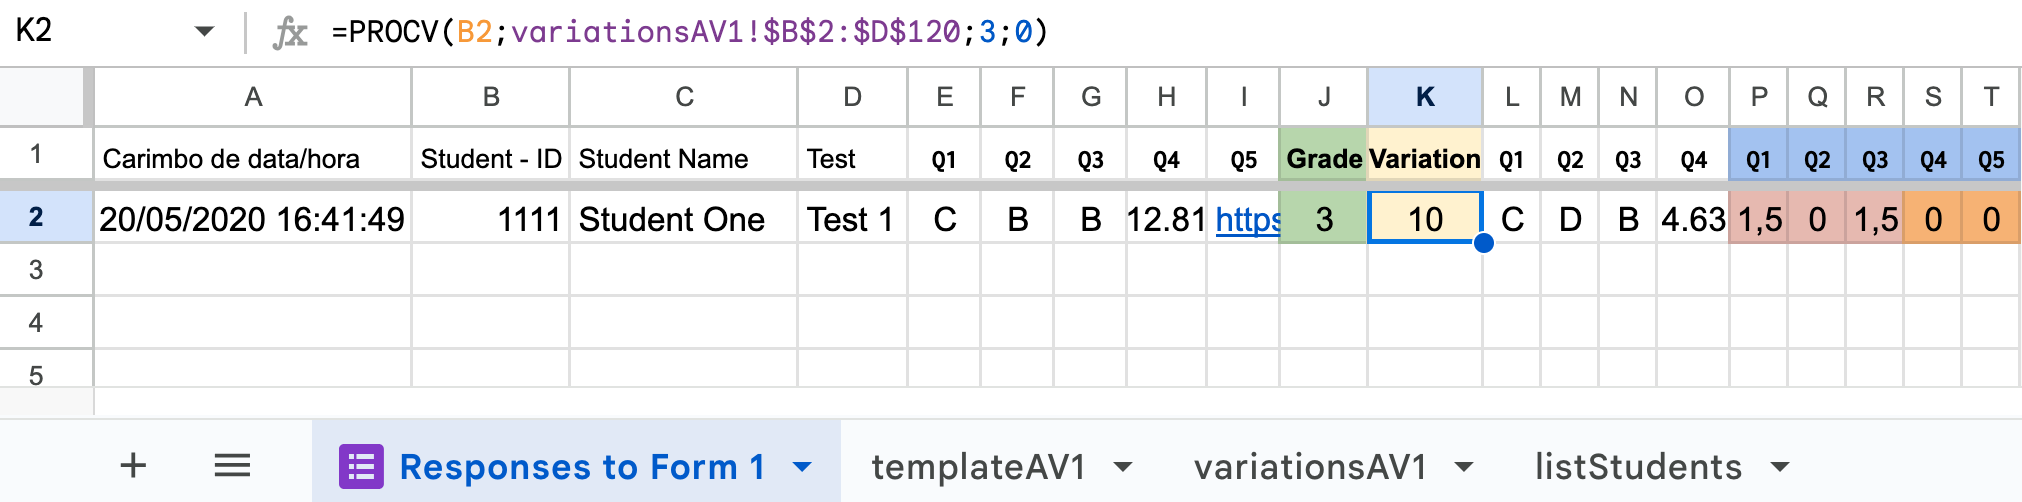 K2 fx =PROCV(B2;variationsAV1!$B$2:$D$120;3;0)
A B C D E F G H I J K L M N O P Q R S T
1 Carimbo de data/hora Student - ID Student Name Test Q1 Q2 Q3 Q4 Q5 Grade Variation Q1 Q2 Q3 Q4 Q1 Q2 Q3 Q4 Q5
2 20/05/2020 16:41:49 1111 Student One Test 1 C B B 12.81 https 3 10 C D B 4.63 1,5 0 1,5 0 0
3
4
5
+ Responses to Form 1 templateAV1 variationsAV1 listStudents